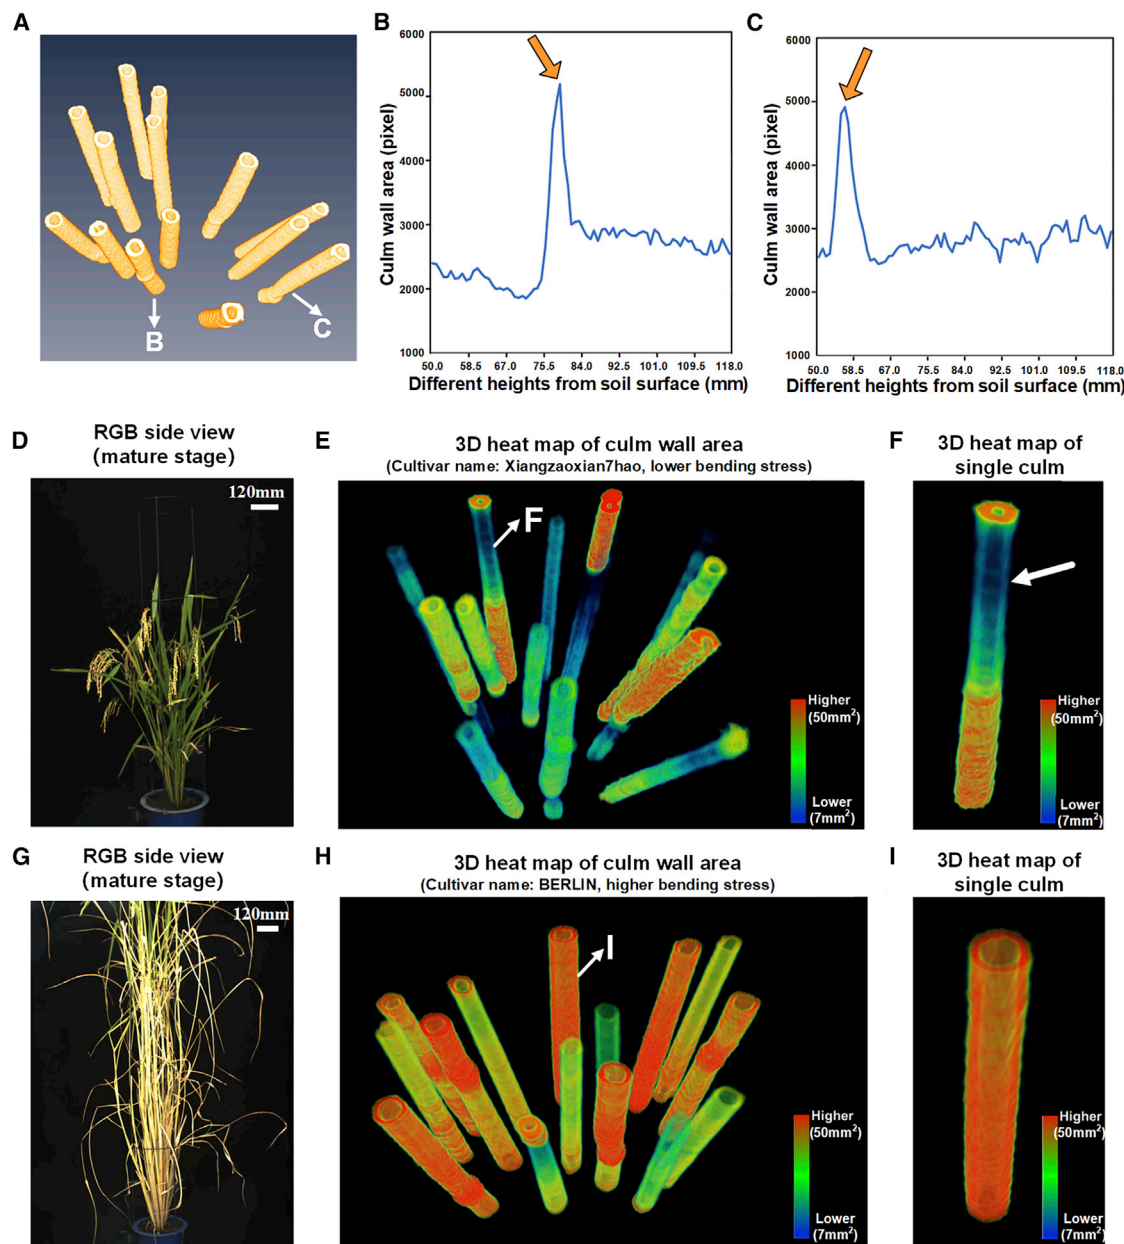 A
B
C
B
C
6000
5000
4000
3000
2000
1000
Culm wall area (pixel)
50.0 58.5 67.0 75.5 84.0 92.5 101.0 109.5 118.0
Different heights from soil surface (mm)
6000
5000
4000
3000
2000
1000
Culm wall area (pixel)
50.0 58.5 67.0 75.5 84.0 92.5 101.0 109.5 118.0
Different heights from soil surface (mm)
D
RGB side view
(mature stage)
120mm
E
3D heat map of culm wall area
(Cultivar name: Xiangzaoxian7hao, lower bending stress)
F
Higher
(50mm²)
Lower
(7mm²)
F
3D heat map of
single culm
Higher
(50mm²)
Lower
(7mm²)
G
RGB side view
(mature stage)
120mm
H
3D heat map of culm wall area
(Cultivar name: BERLIN, higher bending stress)
I
Higher
(50mm²)
Lower
(7mm²)
I
3D heat map of
single culm
Higher
(50mm²)
Lower
(7mm²)